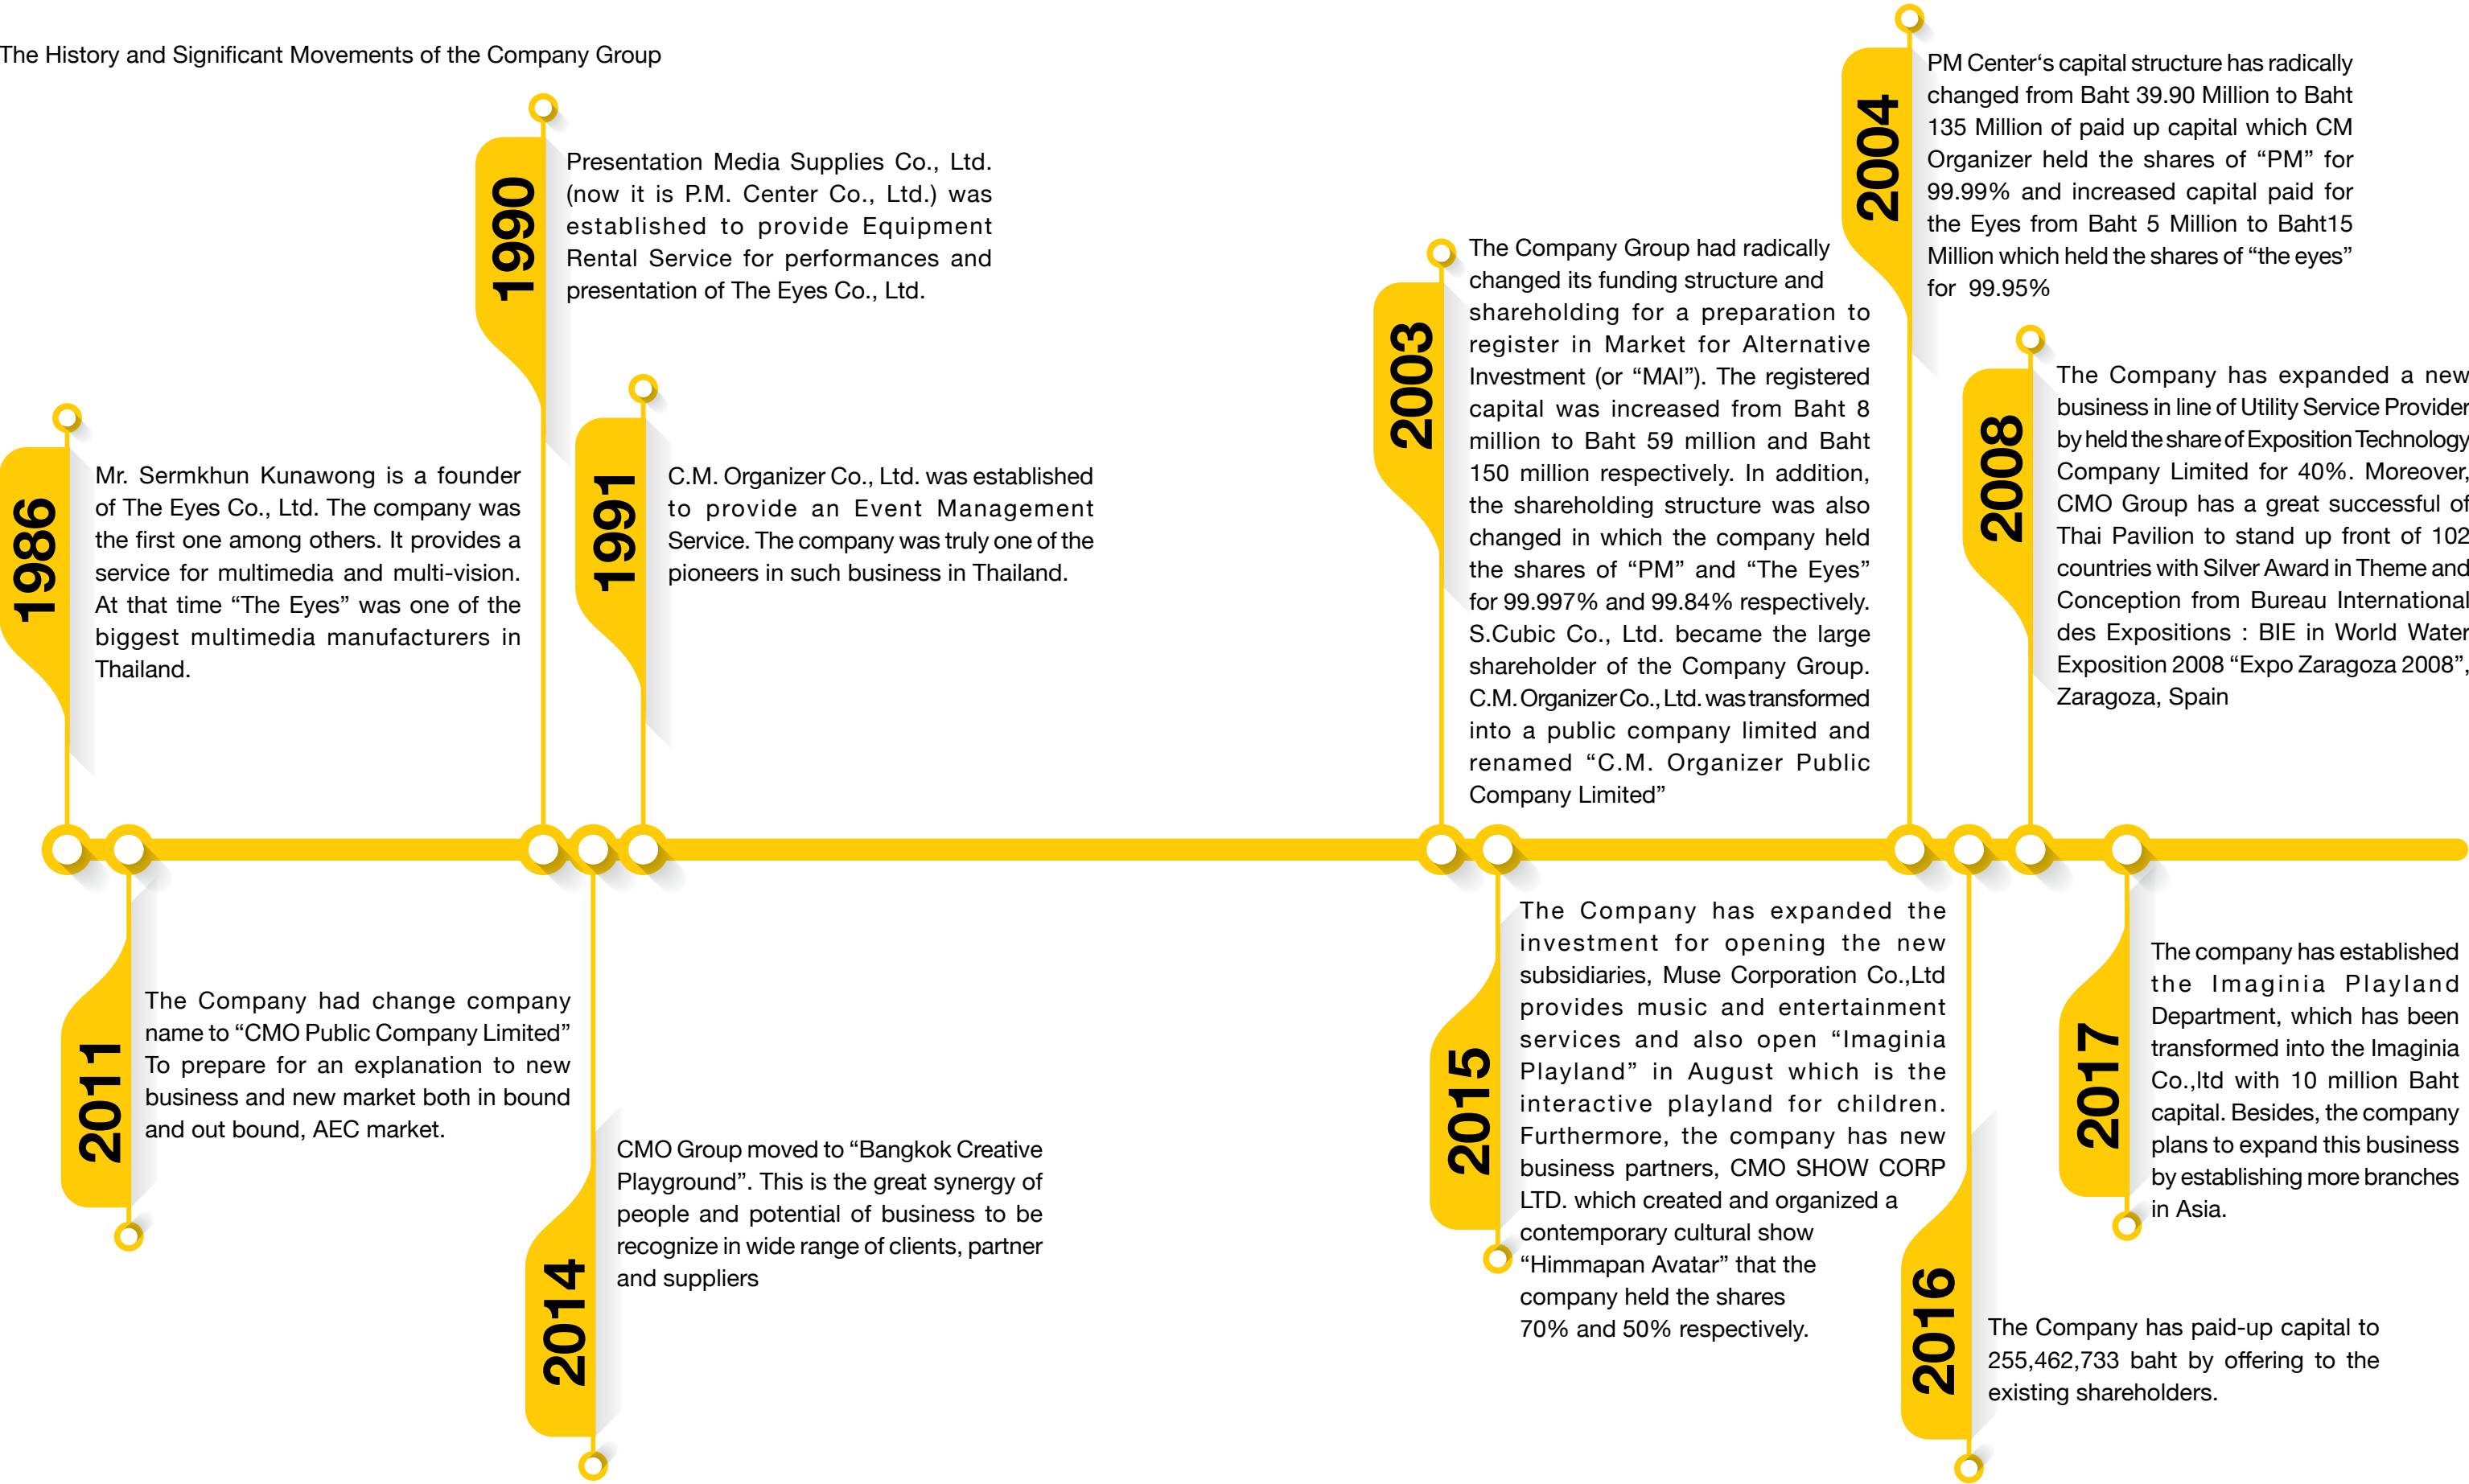 The History and Significant Movements of the Company Group
1986
Mr. Sermkhun Kunawong is a founder
of The Eyes Co., Ltd. The company was
the first one among others. It provides a
service for multimedia and multi-vision.
At that time “The Eyes” was one of the
biggest multimedia manufacturers in
Thailand.
1990
Presentation Media Supplies Co., Ltd.
(now it is P.M. Center Co., Ltd.) was
established to provide Equipment
Rental Service for performances and
presentation of The Eyes Co., Ltd.
1991
C.M. Organizer Co., Ltd. was established
to provide an Event Management
Service. The company was truly one of the
pioneers in such business in Thailand.
2003
The Company Group had radically
changed its funding structure and
shareholding for a preparation to
register in Market for Alternative
Investment (or “MAI”). The registered
capital was increased from Baht 8
million to Baht 59 million and Baht
150 million respectively. In addition,
the shareholding structure was also
changed in which the company held
the shares of “PM” and “The Eyes”
for 99.997% and 99.84% respectively.
S.Cubic Co., Ltd. became the large
shareholder of the Company Group.
C.M. Organizer Co., Ltd. was transformed
into a public company limited and
renamed “C.M. Organizer Public
Company Limited”
2004
PM Center‘s capital structure has radically
changed from Baht 39.90 Million to Baht
135 Million of paid up capital which CM
Organizer held the shares of “PM” for
99.99% and increased capital paid for
the Eyes from Baht 5 Million to Baht15
Million which held the shares of “the eyes”
for 99.95%
2008
The Company has expanded a new
business in line of Utility Service Provider
by held the share of Exposition Technology
Company Limited for 40%. Moreover,
CMO Group has a great successful of
Thai Pavilion to stand up front of 102
countries with Silver Award in Theme and
Conception from Bureau International
des Expositions : BIE in World Water
Exposition 2008 “Expo Zaragoza 2008”,
Zaragoza, Spain
2011
The Company had change company
name to “CMO Public Company Limited”
To prepare for an explanation to new
business and new market both in bound
and out bound, AEC market.
2014
CMO Group moved to “Bangkok Creative
Playground”. This is the great synergy of
people and potential of business to be
recognize in wide range of clients, partner
and suppliers
2015
The Company has expanded the
investment for opening the new
subsidiaries, Muse Corporation Co.,Ltd
provides music and entertainment
services and also open “Imaginia
Playland” in August which is the
interactive playland for children.
Furthermore, the company has new
business partners, CMO SHOW CORP
LTD. which created and organized a
contemporary cultural show
“Himmapan Avatar” that the
company held the shares
70% and 50% respectively.
2016
The Company has paid-up capital to
255,462,733 baht by offering to the
existing shareholders.
2017
The company has established
the Imaginia Playland
Department, which has been
transformed into the Imaginia
Co.,ltd with 10 million Baht
capital. Besides, the company
plans to expand this business
by establishing more branches
in Asia.